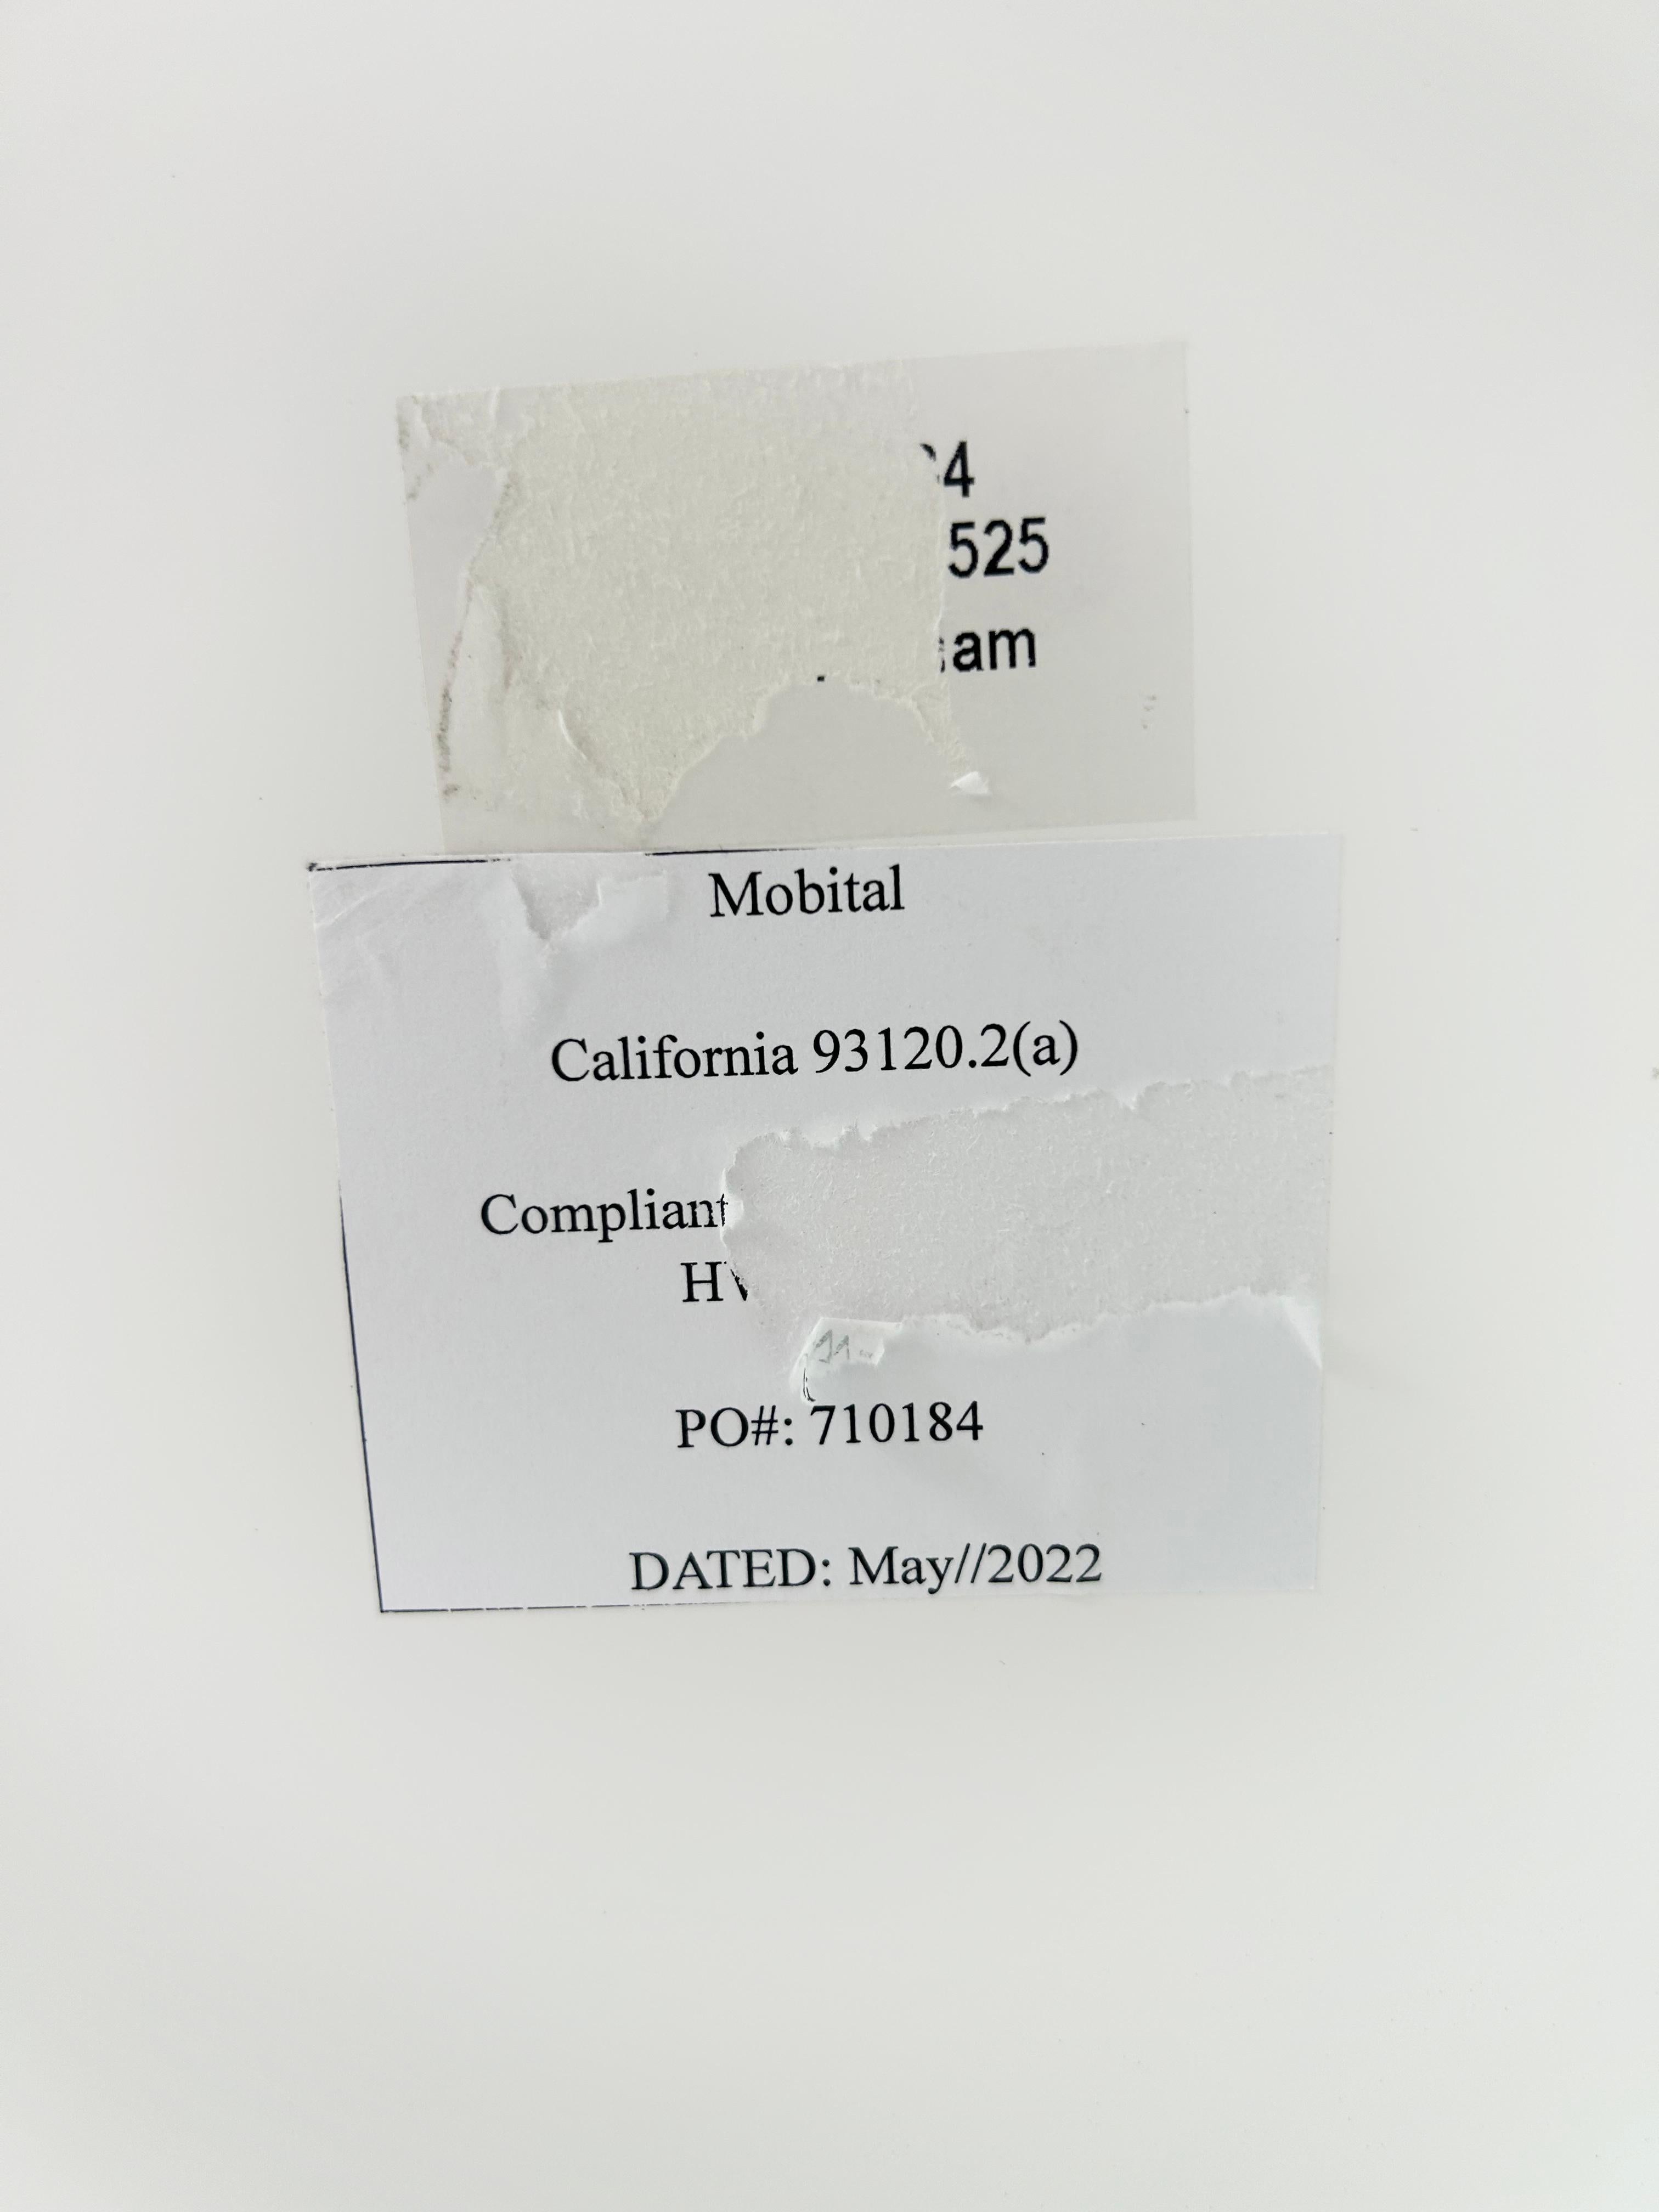 4
525
am
Mobital
California 93120.2(a)
Compliant
H
PO#: 710184
DATED: May//2022